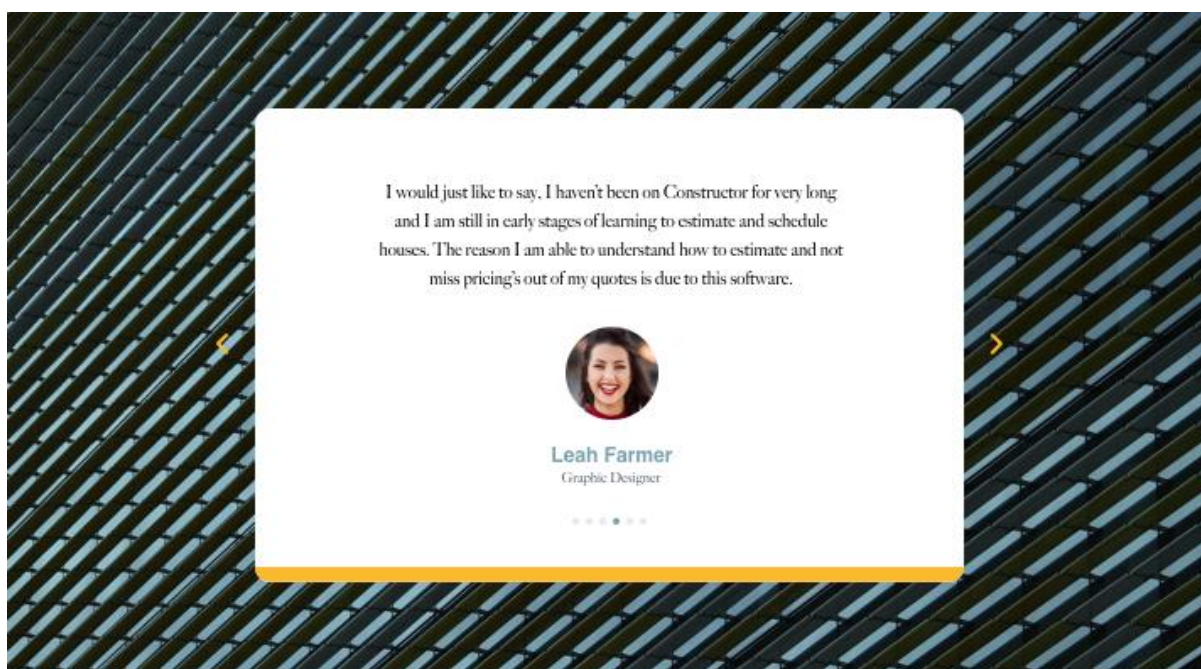 I would just like to say, I haven't been on Constructor for very long
and I am still in early stages of learning to estimate and schedule
houses. The reason I am able to understand how to estimate and not
miss pricing's out of my quotes is due to this software.
Leah Farmer
Graphic Designer